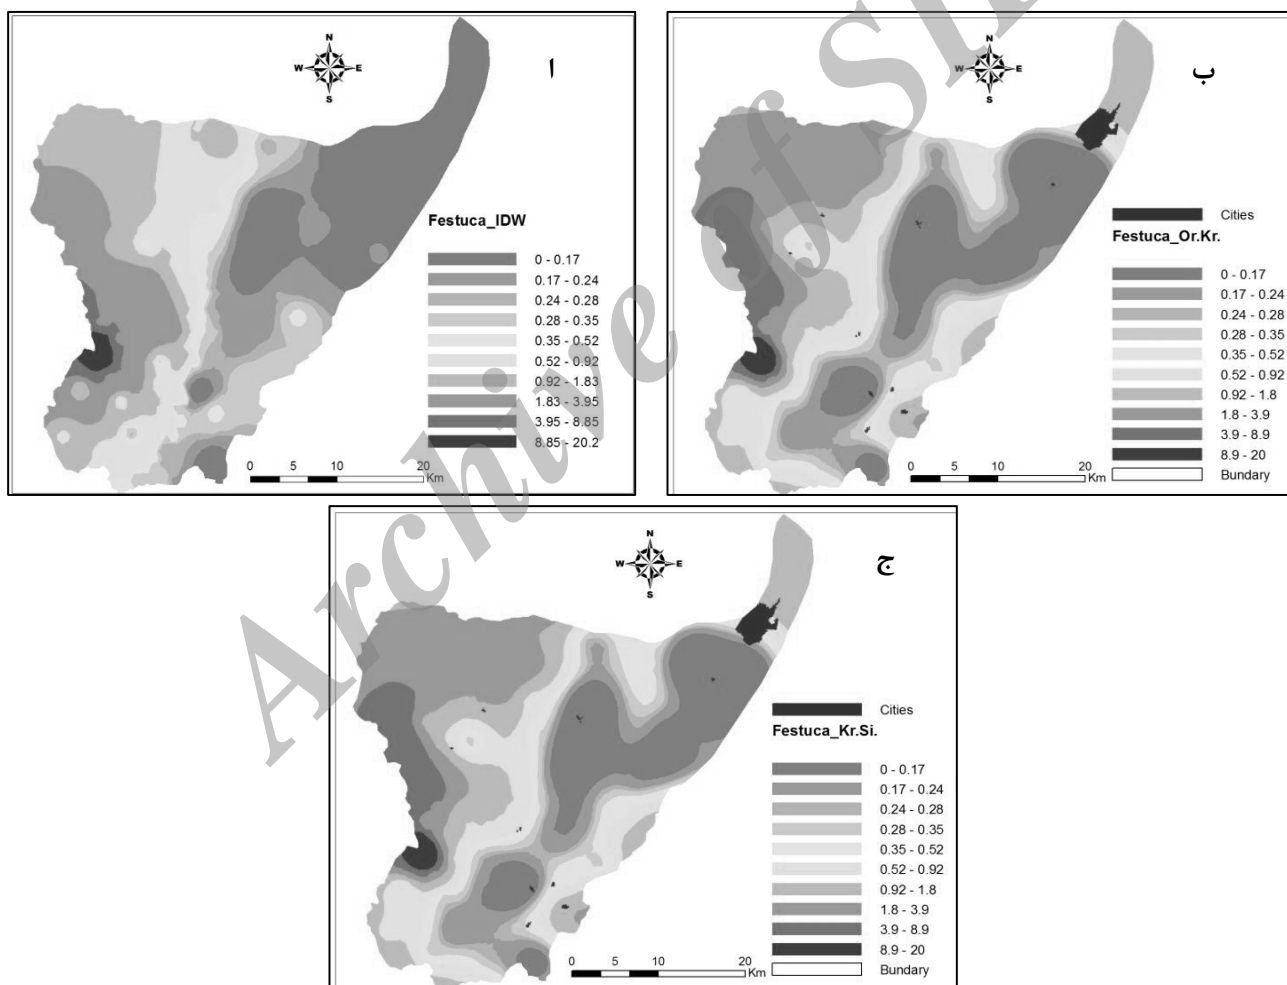 N
W E
S
ا
Festuca_IDW
0 - 0.17
0.17 - 0.24
0.24 - 0.28
0.28 - 0.35
0.35 - 0.52
0.52 - 0.92
0.92 - 1.83
1.83 - 3.95
3.95 - 8.85
8.85 - 20.2
0 5 10 20
Km
N
W E
S
ب
Cities
Festuca_Or.Kr.
0 - 0.17
0.17 - 0.24
0.24 - 0.28
0.28 - 0.35
0.35 - 0.52
0.52 - 0.92
0.92 - 1.8
1.8 - 3.9
3.9 - 8.9
8.9 - 20
Bundary
0 5 10 20
Km
N
W E
S
ج
Cities
Festuca_Kr.Si.
0 - 0.17
0.17 - 0.24
0.24 - 0.28
0.28 - 0.35
0.35 - 0.52
0.52 - 0.92
0.92 - 1.8
1.8 - 3.9
3.9 - 8.9
8.9 - 20
Bundary
0 5 10 20
Km
Archive of